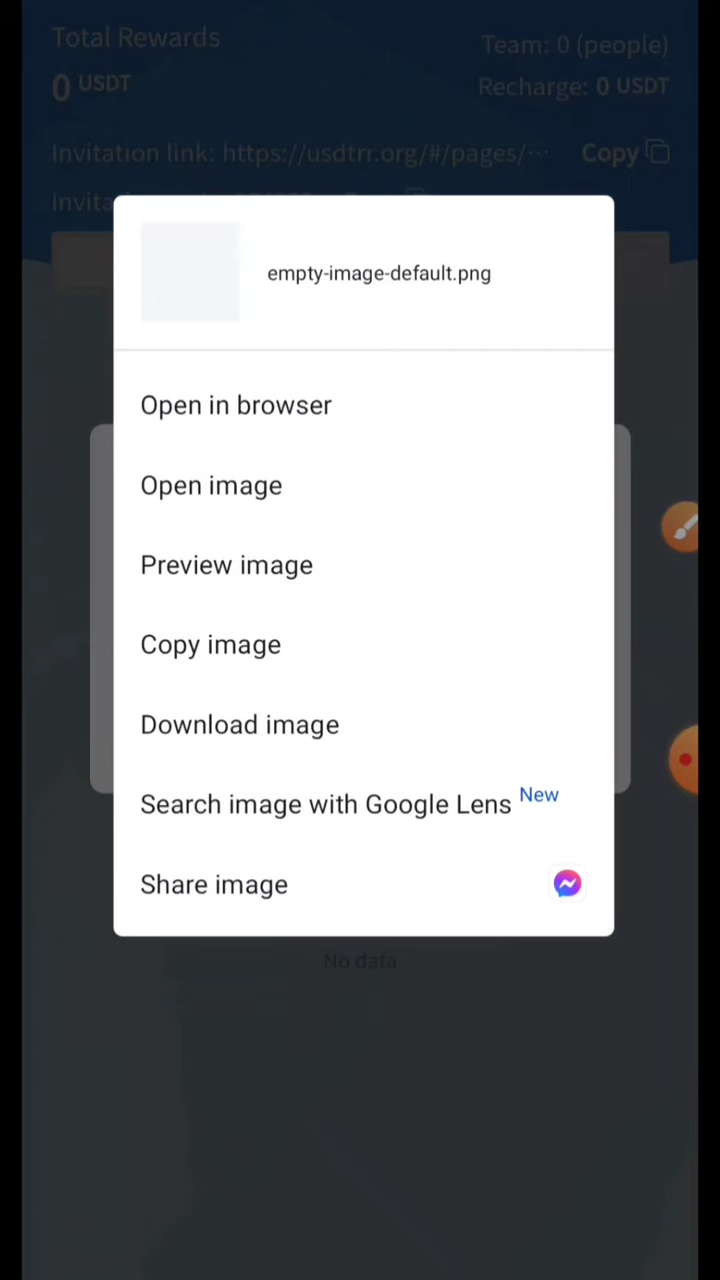 Total Rewards
Team: 0 (people)
0 USDT
Recharge: 0 USDT
Invitation link: https://usdtrr.org/#/pages/···
Copy
Invita
empty-image-default.png
Open in browser
Open image
Preview image
Copy image
Download image
Search image with Google Lens New
Share image
No data